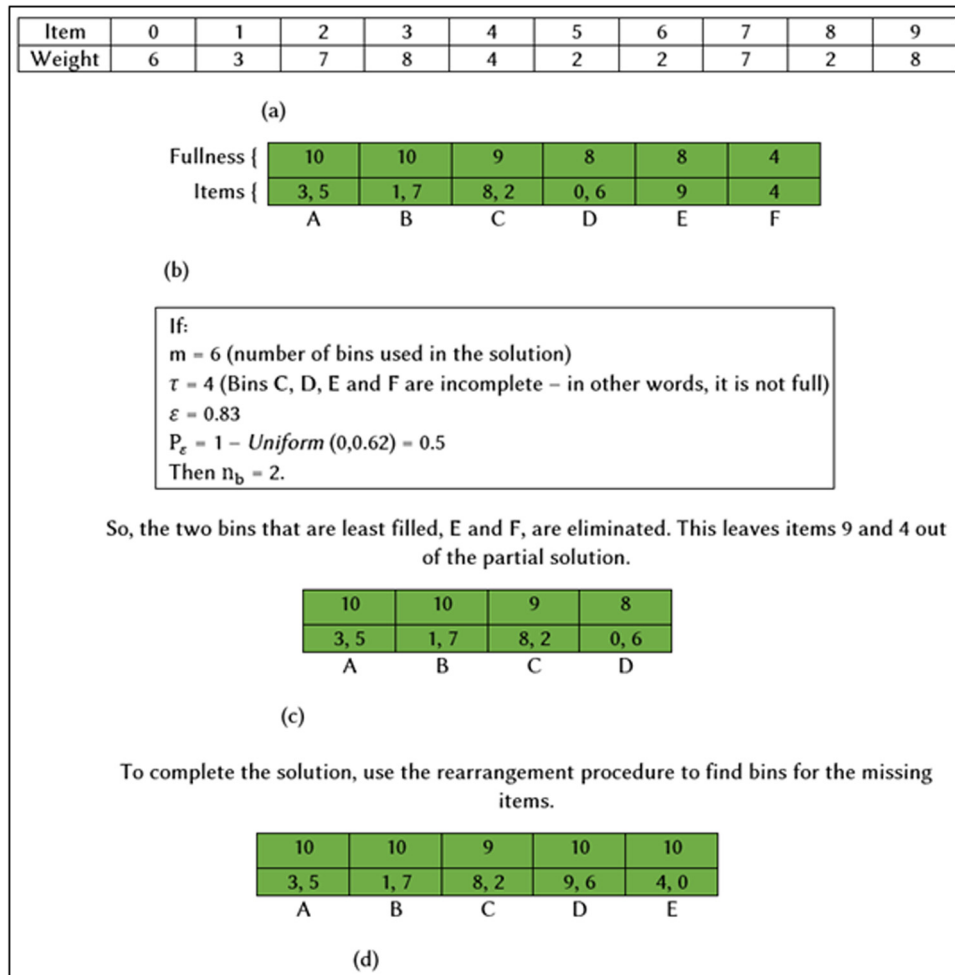 Item 0 1 2 3 4 5 6 7 8 9
Weight 6 3 7 8 4 2 2 7 2 8
(a)
Fullness { 10 10 9 8 8 4
Items { 3, 5 1, 7 8, 2 0, 6 9 4
A B C D E F
(b)
If:
m = 6 (number of bins used in the solution)
τ = 4 (Bins C, D, E and F are incomplete – in other words, it is not full)
ε = 0.83
Pε = 1 – Uniform (0,0.62) = 0.5
Then nb = 2.
So, the two bins that are least filled, E and F, are eliminated. This leaves items 9 and 4 out
of the partial solution.
10 10 9 8
3, 5 1, 7 8, 2 0, 6
A B C D
(c)
To complete the solution, use the rearrangement procedure to find bins for the missing
items.
10 10 9 10 10
3, 5 1, 7 8, 2 9, 6 4, 0
A B C D E
(d)